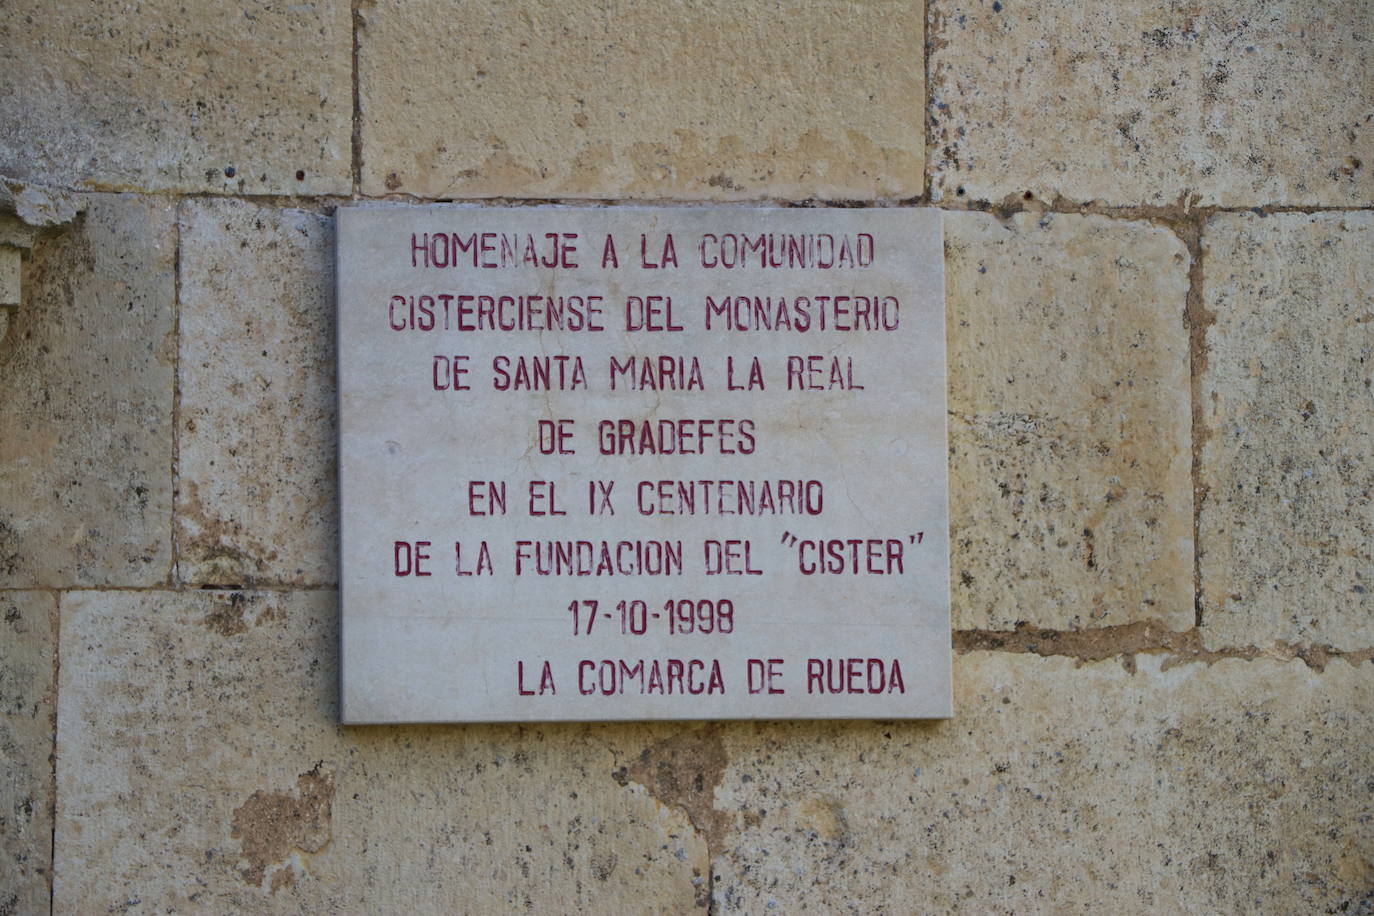 HOMENAJE A LA COMUNIDAD
CISTERCIENSE DEL MONASTERIO
DE SANTA MARIA LA REAL
DE GRADEFES
EN EL IX CENTENARIO
DE LA FUNDACION DEL "CISTER"
17-10-1998
LA COMARCA DE RUEDA